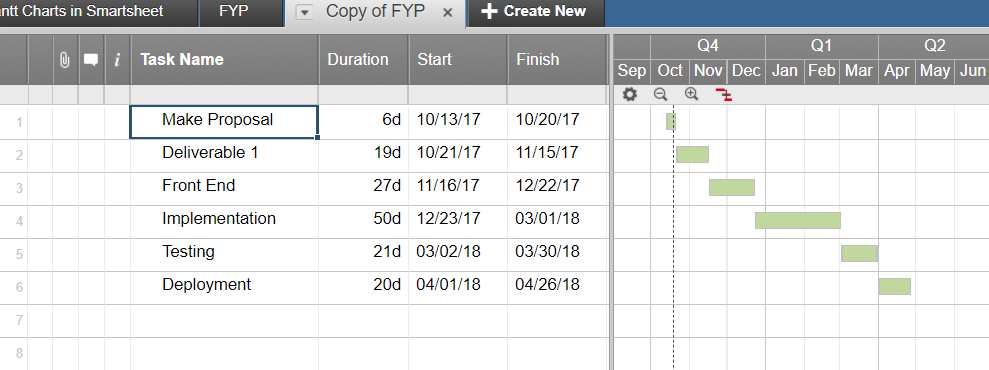 ntt Charts in Smartsheet FYP Copy of FYP × + Create New
Q4 Q1 Q2
i Task Name Duration Start Finish
Sep Oct Nov Dec Jan Feb Mar Apr May Jun
1 Make Proposal 6d 10/13/17 10/20/17
2 Deliverable 1 19d 10/21/17 11/15/17
3 Front End 27d 11/16/17 12/22/17
4 Implementation 50d 12/23/17 03/01/18
5 Testing 21d 03/02/18 03/30/18
6 Deployment 20d 04/01/18 04/26/18
7
8